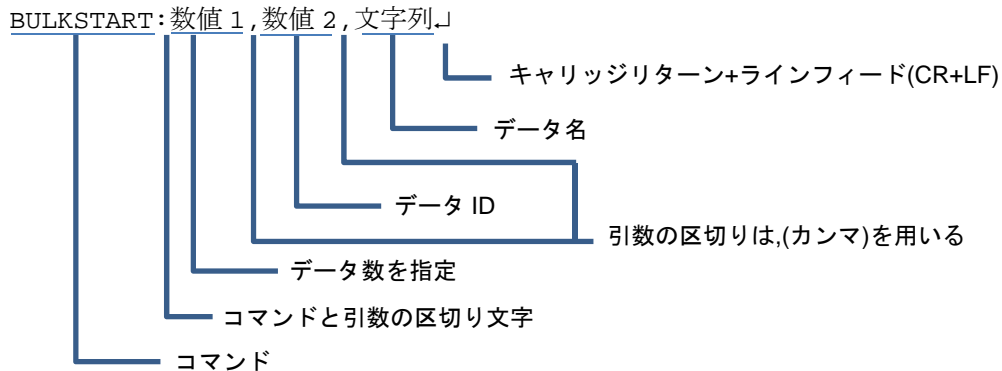 BULKSTART:数値1,数値2,文字列↵
キャリッジリターン+ラインフィード(CR+LF)
データ名
データ ID
引数の区切りは,(カンマ)を用いる
データ数を指定
コマンドと引数の区切り文字
コマンド